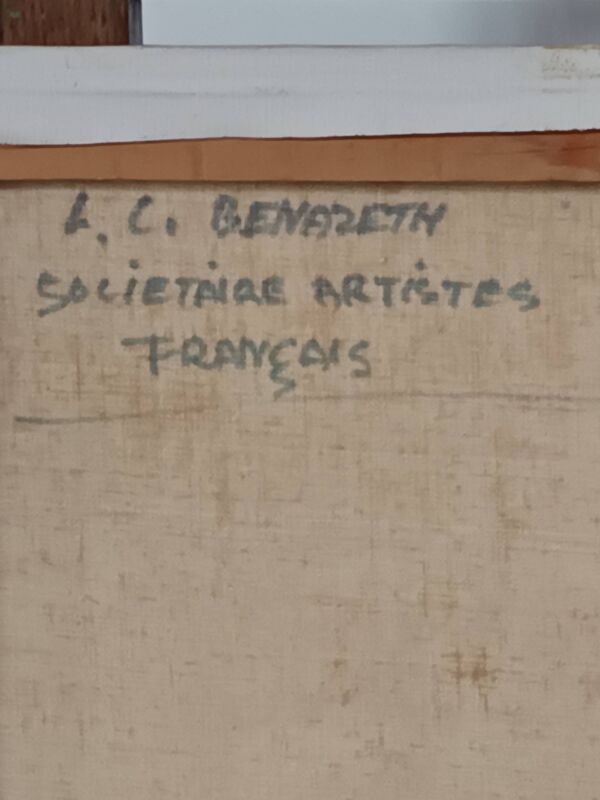 L. C. BENAZETH
SOCIETAIRE ARTISTES
FRANÇAIS